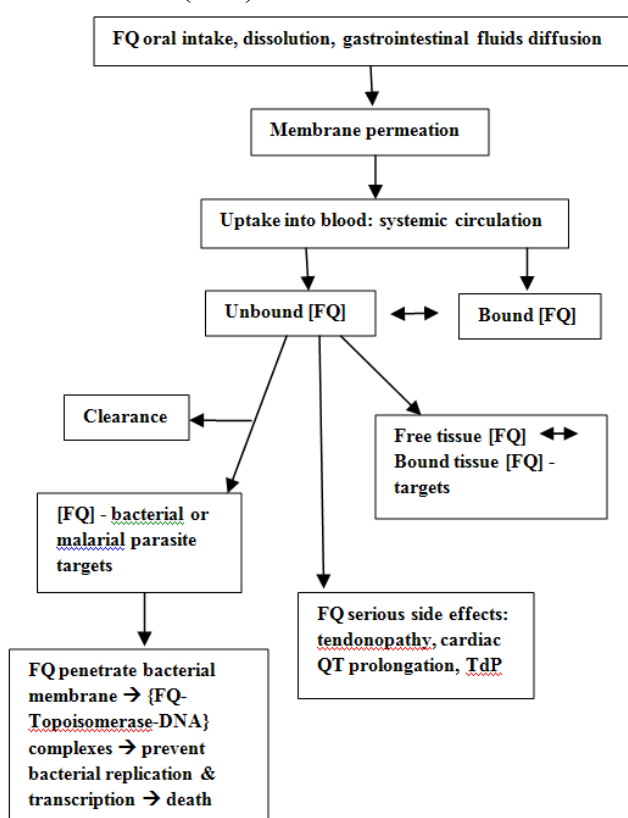 FQ oral intake, dissolution, gastrointestinal fluids diffusion
Membrane permeation
Uptake into blood: systemic circulation
Unbound [FQ]
Bound [FQ]
Clearance
Free tissue [FQ]
Bound tissue [FQ] -
targets
[FQ] - bacterial or
malarial parasite
targets
FQ serious side effects:
tendonopathy, cardiac
QT prolongation, TdP
FQ penetrate bacterial
membrane → {FQ-
Topoisomerase-DNA}
complexes → prevent
bacterial replication &
transcription → death